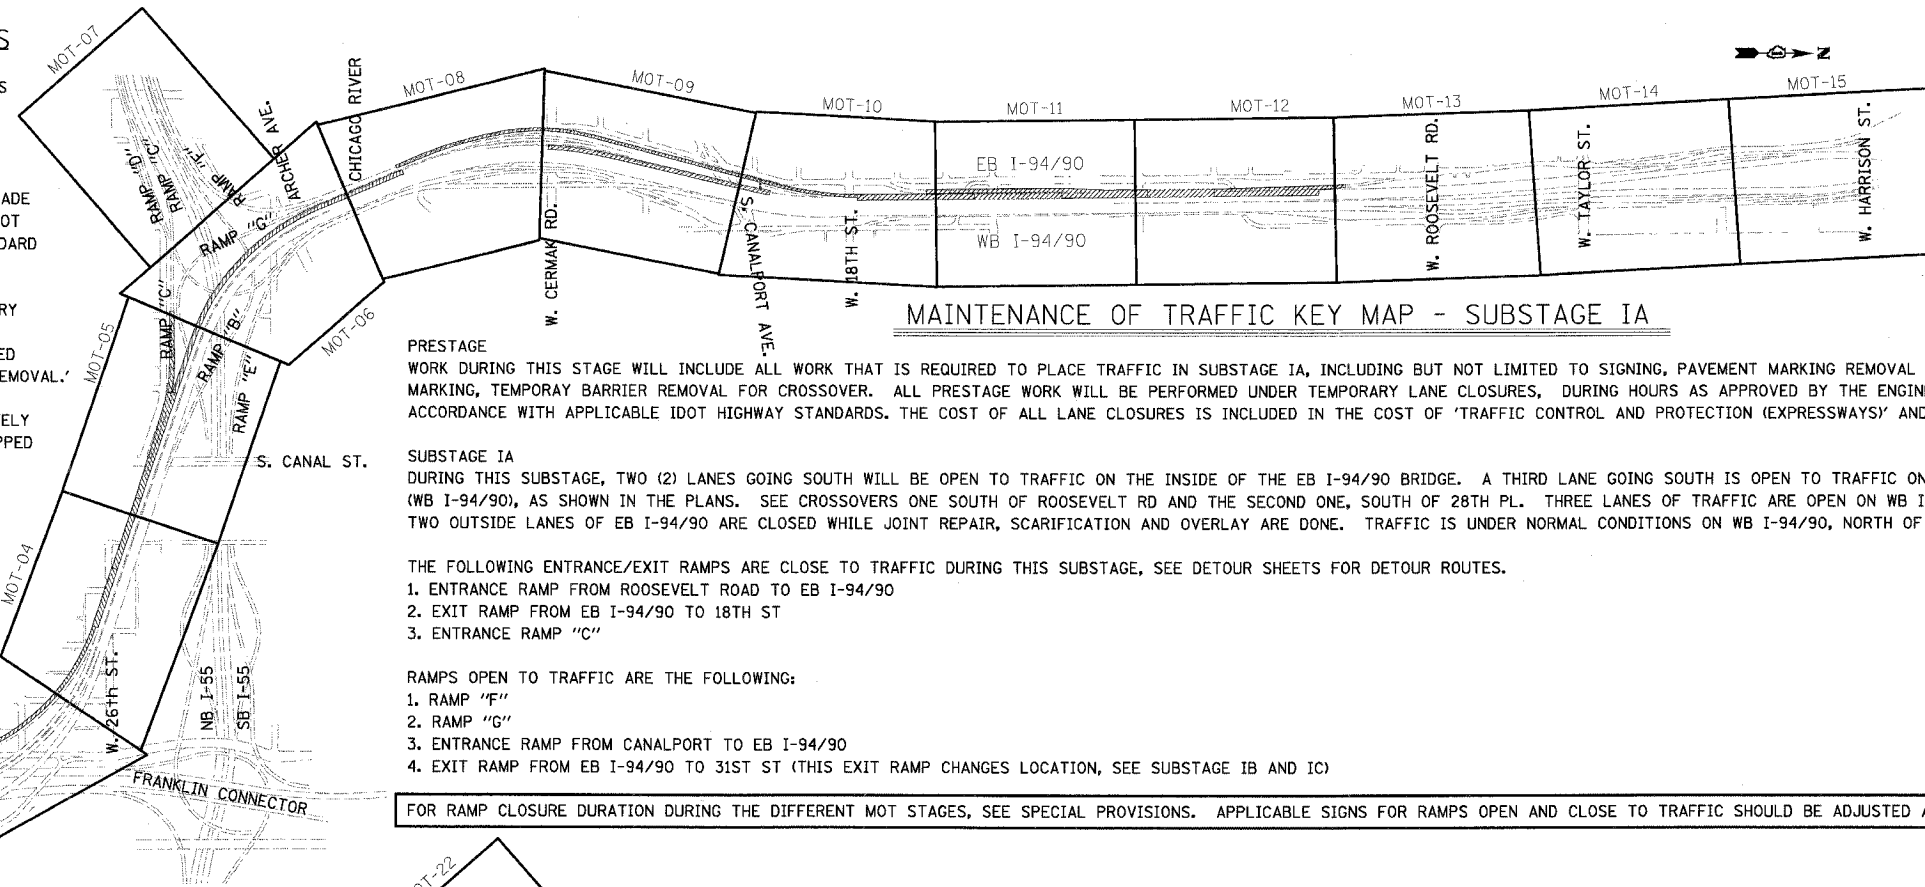 S
S
ADE
OT
DARD
RY
ED
EMOVAL.'
ELY
PPED
MOT-07
MOT-08
MOT-09
MOT-10
MOT-11
MOT-12
MOT-13
MOT-14
MOT-15
N
RAMP "D"
RAMP "C"
RAMP "F"
RAMP
ARCHER AVE.
CHICAGO RIVER
RAMP "G"
EB I-94/90
WB I-94/90
W. CERMAK RD.
S. CANALPORT AVE.
W. 18TH ST.
W. ROOSEVELT RD.
W. TAYLOR ST.
W. HARRISON ST.
MOT-05
MOT-06
RAMP "C"
RAMP "B"
RAMP "E"
S. CANAL ST.
MOT-04
W. 26th ST.
NB I-55
SB I-55
FRANKLIN CONNECTOR
MAINTENANCE OF TRAFFIC KEY MAP - SUBSTAGE IA
PRESTAGE
WORK DURING THIS STAGE WILL INCLUDE ALL WORK THAT IS REQUIRED TO PLACE TRAFFIC IN SUBSTAGE IA, INCLUDING BUT NOT LIMITED TO SIGNING, PAVEMENT MARKING REMOVAL
MARKING, TEMPORAY BARRIER REMOVAL FOR CROSSOVER. ALL PRESTAGE WORK WILL BE PERFORMED UNDER TEMPORARY LANE CLOSURES, DURING HOURS AS APPROVED BY THE ENGIN
ACCORDANCE WITH APPLICABLE IDOT HIGHWAY STANDARDS. THE COST OF ALL LANE CLOSURES IS INCLUDED IN THE COST OF 'TRAFFIC CONTROL AND PROTECTION (EXPRESSWAYS)' AND
SUBSTAGE IA
DURING THIS SUBSTAGE, TWO (2) LANES GOING SOUTH WILL BE OPEN TO TRAFFIC ON THE INSIDE OF THE EB I-94/90 BRIDGE. A THIRD LANE GOING SOUTH IS OPEN TO TRAFFIC ON
(WB I-94/90), AS SHOWN IN THE PLANS. SEE CROSSOVERS ONE SOUTH OF ROOSEVELT RD AND THE SECOND ONE, SOUTH OF 28TH PL. THREE LANES OF TRAFFIC ARE OPEN ON WB I
TWO OUTSIDE LANES OF EB I-94/90 ARE CLOSED WHILE JOINT REPAIR, SCARIFICATION AND OVERLAY ARE DONE. TRAFFIC IS UNDER NORMAL CONDITIONS ON WB I-94/90, NORTH OF
THE FOLLOWING ENTRANCE/EXIT RAMPS ARE CLOSE TO TRAFFIC DURING THIS SUBSTAGE, SEE DETOUR SHEETS FOR DETOUR ROUTES.
1. ENTRANCE RAMP FROM ROOSEVELT ROAD TO EB I-94/90
2. EXIT RAMP FROM EB I-94/90 TO 18TH ST
3. ENTRANCE RAMP "C"
RAMPS OPEN TO TRAFFIC ARE THE FOLLOWING:
1. RAMP "F"
2. RAMP "G"
3. ENTRANCE RAMP FROM CANALPORT TO EB I-94/90
4. EXIT RAMP FROM EB I-94/90 TO 31ST ST (THIS EXIT RAMP CHANGES LOCATION, SEE SUBSTAGE IB AND IC)
FOR RAMP CLOSURE DURATION DURING THE DIFFERENT MOT STAGES, SEE SPECIAL PROVISIONS. APPLICABLE SIGNS FOR RAMPS OPEN AND CLOSE TO TRAFFIC SHOULD BE ADJUSTED A
OT-22